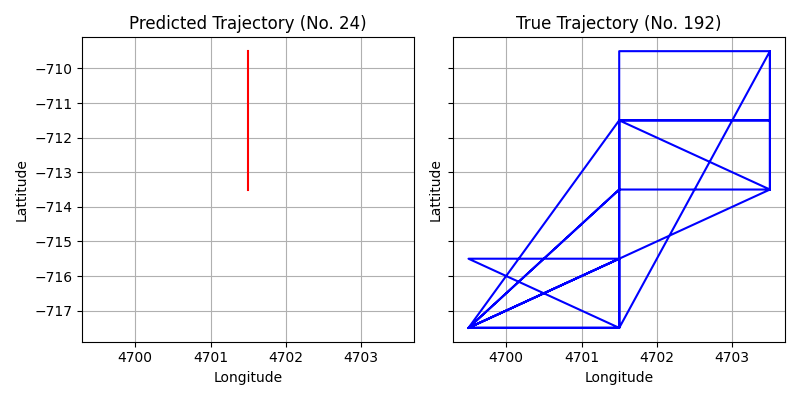 Predicted Trajectory (No. 24)
True Trajectory (No. 192)
Lattitude
−710
−711
−712
−713
−714
−715
−716
−717
4700
4701
4702
4703
Longitude
Lattitude
4700
4701
4702
4703
Longitude